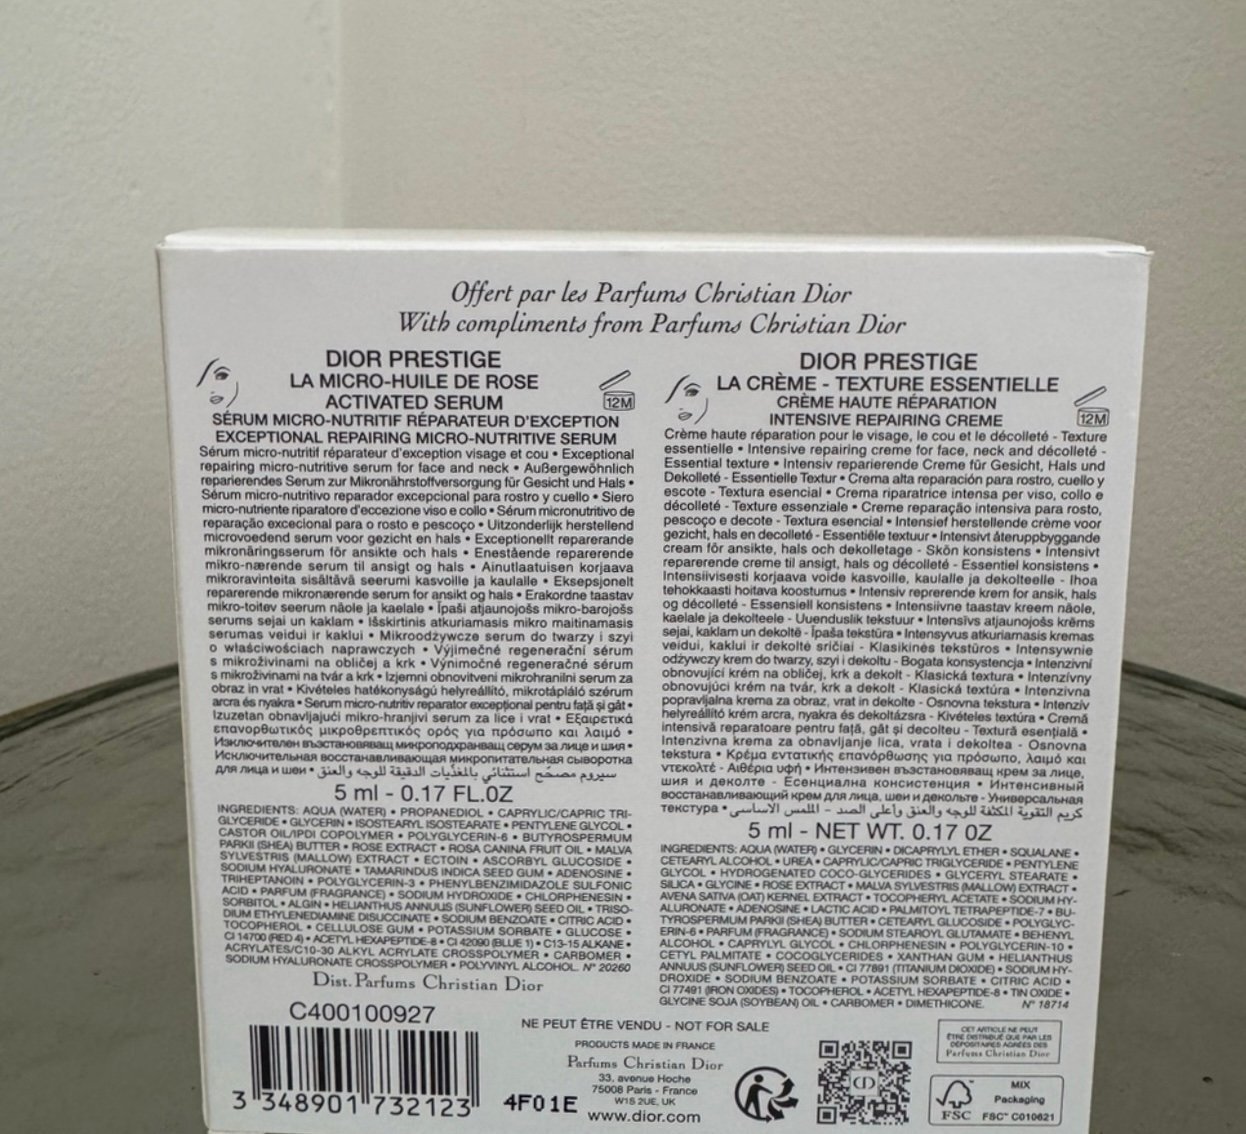 Offert par les Parfums Christian Dior
With compliments from Parfums Christian Dior
DIOR PRESTIGE
LA MICRO-HUILE DE ROSE
ACTIVATED SERUM
12M
SÉRUM MICRO-NUTRITIF RÉPARATEUR D'EXCEPTION
EXCEPTIONAL REPAIRING MICRO-NUTRITIVE SERUM
Sérum micro-nutritif réparateur d'exception visage et cou • Exceptional
repairing micro-nutritive serum for face and neck • Außergewöhnlich
reparierendes Serum zur Mikronährstoffversorgung für Gesicht und Hals •
Sérum micro-nutritivo reparador excepcional para rostro y cuello • Siero
micro-nutriente riparatore d'eccezione viso e collo • Sérum micronutritivo de
reparação excecional para o rosto e pescoço • Uitzonderlijk herstellend
microvoedend serum voor gezicht en hals • Exceptionellt reparerande
mikronäringsserum för ansikte och hals • Enestående reparerende
mikro-nærende serum til ansigt og hals • Ainutlaatuisen korjaava
mikroravinteita sisältävä seerumi kasvoille ja kaulalle • Eksepsjonelt
reparerende mikronærende serum for ansikt og hals • Erakordne taastav
mikro-toitev seerum näole ja kaelale • Īpaši atjaunojošs mikro-barojošs
serums sejai un kaklam • Išskirtinis atkuriamasis mikro maitinamasis
serumas veidui ir kaklui • Mikroodżywcze serum do twarzy i szyi
o właściwościach naprawczych • Výjimečné regenerační sérum
s mikroživinami na obličej a krk • Výnimočné regeneračné sérum
s mikroživinami na tvár a krk • Izjemni obnovitveni mikrohranilni serum za
obraz in vrat • Kivételes hatékonyságú helyreállító, mikrotápláló szérum
arcra és nyakra • Serum micro-nutritiv reparator excepțional pentru față și gât •
Izuzetan obnavljajući mikro-hranjivi serum za lice i vrat • Εξαιρετικά
επανορθωτικός μικροθρεπτικός ορός για πρόσωπο και λαιμό •
Изключителен възстановяващ микроподхранващ серум за лице и шия •
Исключительная восстанавливающая микропитательная сыворотка
для лица и шеи • سيروم مصحّح استثنائي بالمغذّيات الدقيقة للوجه والعنق
5 ml - 0.17 FL.OZ
INGREDIENTS: AQUA (WATER) • PROPANEDIOL • CAPRYLIC/CAPRIC TRI-
GLYCERIDE • GLYCERIN • ISOSTEARYL ISOSTEARATE • PENTYLENE GLYCOL •
CASTOR OIL/IPDI COPOLYMER • POLYGLYCERIN-6 • BUTYROSPERMUM
PARKII (SHEA) BUTTER • ROSE EXTRACT • ROSA CANINA FRUIT OIL • MALVA
SYLVESTRIS (MALLOW) EXTRACT • ECTOIN • ASCORBYL GLUCOSIDE •
SODIUM HYALURONATE • TAMARINDUS INDICA SEED GUM • ADENOSINE •
TRIHEPTANOIN • POLYGLYCERIN-3 • PHENYLBENZIMIDAZOLE SULFONIC
ACID • PARFUM (FRAGRANCE) • SODIUM HYDROXIDE • CHLORPHENESIN •
SORBITOL • ALGIN • HELIANTHUS ANNUUS (SUNFLOWER) SEED OIL • TRISO-
DIUM ETHYLENEDIAMINE DISUCCINATE • SODIUM BENZOATE • CITRIC ACID •
TOCOPHEROL • CELLULOSE GUM • POTASSIUM SORBATE • GLUCOSE •
CI 14700 (RED 4) • ACETYL HEXAPEPTIDE-8 • CI 42090 (BLUE 1) • C13-15 ALKANE •
ACRYLATES/C10-30 ALKYL ACRYLATE CROSSPOLYMER • CARBOMER •
SODIUM HYALURONATE CROSSPOLYMER • POLYVINYL ALCOHOL. N° 20260
Dist. Parfums Christian Dior
DIOR PRESTIGE
LA CRÈME - TEXTURE ESSENTIELLE
CRÈME HAUTE RÉPARATION
INTENSIVE REPAIRING CREME
12M
Crème haute réparation pour le visage, le cou et le décolleté - Texture
essentielle • Intensive repairing creme for face, neck and décolleté -
Essential texture • Intensiv reparierende Creme für Gesicht, Hals und
Dekolleté - Essentielle Textur • Crema alta reparación para rostro, cuello y
escote - Textura esencial • Crema riparatrice intensa per viso, collo e
décolleté - Texture essenziale • Creme reparação intensiva para rosto,
pescoço e decote - Textura esencial • Intensief herstellende crème voor
gezicht, hals en decolleté - Essentiële textuur • Intensivt återuppbyggande
cream för ansikte, hals och dekolletage - Skön konsistens • Intensivt
reparerende creme til ansigt, hals og décolleté - Essentiel konsistens •
Intensiivisesti korjaava voide kasvoille, kaulalle ja dekolteelle - Ihoa
tehokkaasti hoitava koostumus • Intensiv reprerende krem for ansik, hals
og décolleté - Essensiell konsistens • Intensiivne taastav kreem näole,
kaelale ja dekolteele - Uuenduslik tekstuur • Intensīvs atjaunojošs krēms
sejai, kaklam un dekoltē - Īpaša tekstūra • Intensyvus atkuriamasis kremas
veidui, kaklui ir dekoltė sričiai - Klasikinės tekstūros • Intensywnie
odżywczy krem do twarzy, szyi i dekoltu - Bogata konsystencja • Intenzivní
obnovující krém na obličej, krk a dekolt - Klasická textura • Intenzívny
obnovujúci krém na tvár, krk a dekolt - Klasická textúra • Intenzivna
popravljalna krema za obraz, vrat in dekolte - Osnovna tekstura • Intenzív
helyreállító krém arcra, nyakra és dekoltázsra - Kivételes textúra • Cremă
intensivă reparatoare pentru față, gât și decolteu - Textură esențială •
Intenzivna krema za obnavljanje lica, vrata i dekoltea - Osnovna
tekstura • Κρέμα εντατικής επανόρθωσης για πρόσωπο, λαιμό και
ντεκολτέ - Αιθέρια υφή • Интензивен възстановяващ крем за лице,
шия и деколте - Есенциална консистенция • Интенсивный
восстанавливающий крем для лица, шеи и декольте - Универсальная
текстура • كريم التقوية المكثفة للوجه والعنق وأعلى الصدر - الملمس الاساسي
5 ml - NET WT. 0.17 OZ
INGREDIENTS: AQUA (WATER) • GLYCERIN • DICAPRYLYL ETHER • SQUALANE •
CETEARYL ALCOHOL • UREA • CAPRYLIC/CAPRIC TRIGLYCERIDE • PENTYLENE
GLYCOL • HYDROGENATED COCO-GLYCERIDES • GLYCERYL STEARATE •
SILICA • GLYCINE • ROSE EXTRACT • MALVA SYLVESTRIS (MALLOW) EXTRACT •
AVENA SATIVA (OAT) KERNEL EXTRACT • TOCOPHERYL ACETATE • SODIUM HY-
ALURONATE • ADENOSINE • LACTIC ACID • PALMITOYL TETRAPEPTIDE-7 • BU-
TYROSPERMUM PARKII (SHEA) BUTTER • CETEARYL GLUCOSIDE • POLYGLYC-
ERIN-6 • PARFUM (FRAGRANCE) • SODIUM STEAROYL GLUTAMATE • BEHENYL
ALCOHOL • CAPRYLYL GLYCOL • CHLORPHENESIN • POLYGLYCERIN-10 •
CETYL PALMITATE • COCOGLYCERIDES • XANTHAN GUM • HELIANTHUS
ANNUUS (SUNFLOWER) SEED OIL • CI 77891 (TITANIUM DIOXIDE) • SODIUM HY-
DROXIDE • SODIUM BENZOATE • POTASSIUM SORBATE • CITRIC ACID •
CI 77491 (IRON OXIDES) • TOCOPHEROL • ACETYL HEXAPEPTIDE-8 • TIN OXIDE •
GLYCINE SOJA (SOYBEAN) OIL • CARBOMER • DIMETHICONE. N° 18714
C400100927
3 348901 732123
NE PEUT ÊTRE VENDU - NOT FOR SALE
PRODUCTS MADE IN FRANCE
Parfums Christian Dior
33, avenue Hoche
75008 Paris - France
W1S 2UE, UK
www.dior.com
4F01E
CD
CET ARTICLE NE PEUT
ÊTRE DISTRIBUÉ QUE PAR LES
DÉPOSITAIRES AGRÉÉS DES
Parfums Christian Dior
FSC
MIX
Packaging
FSC™ C010621